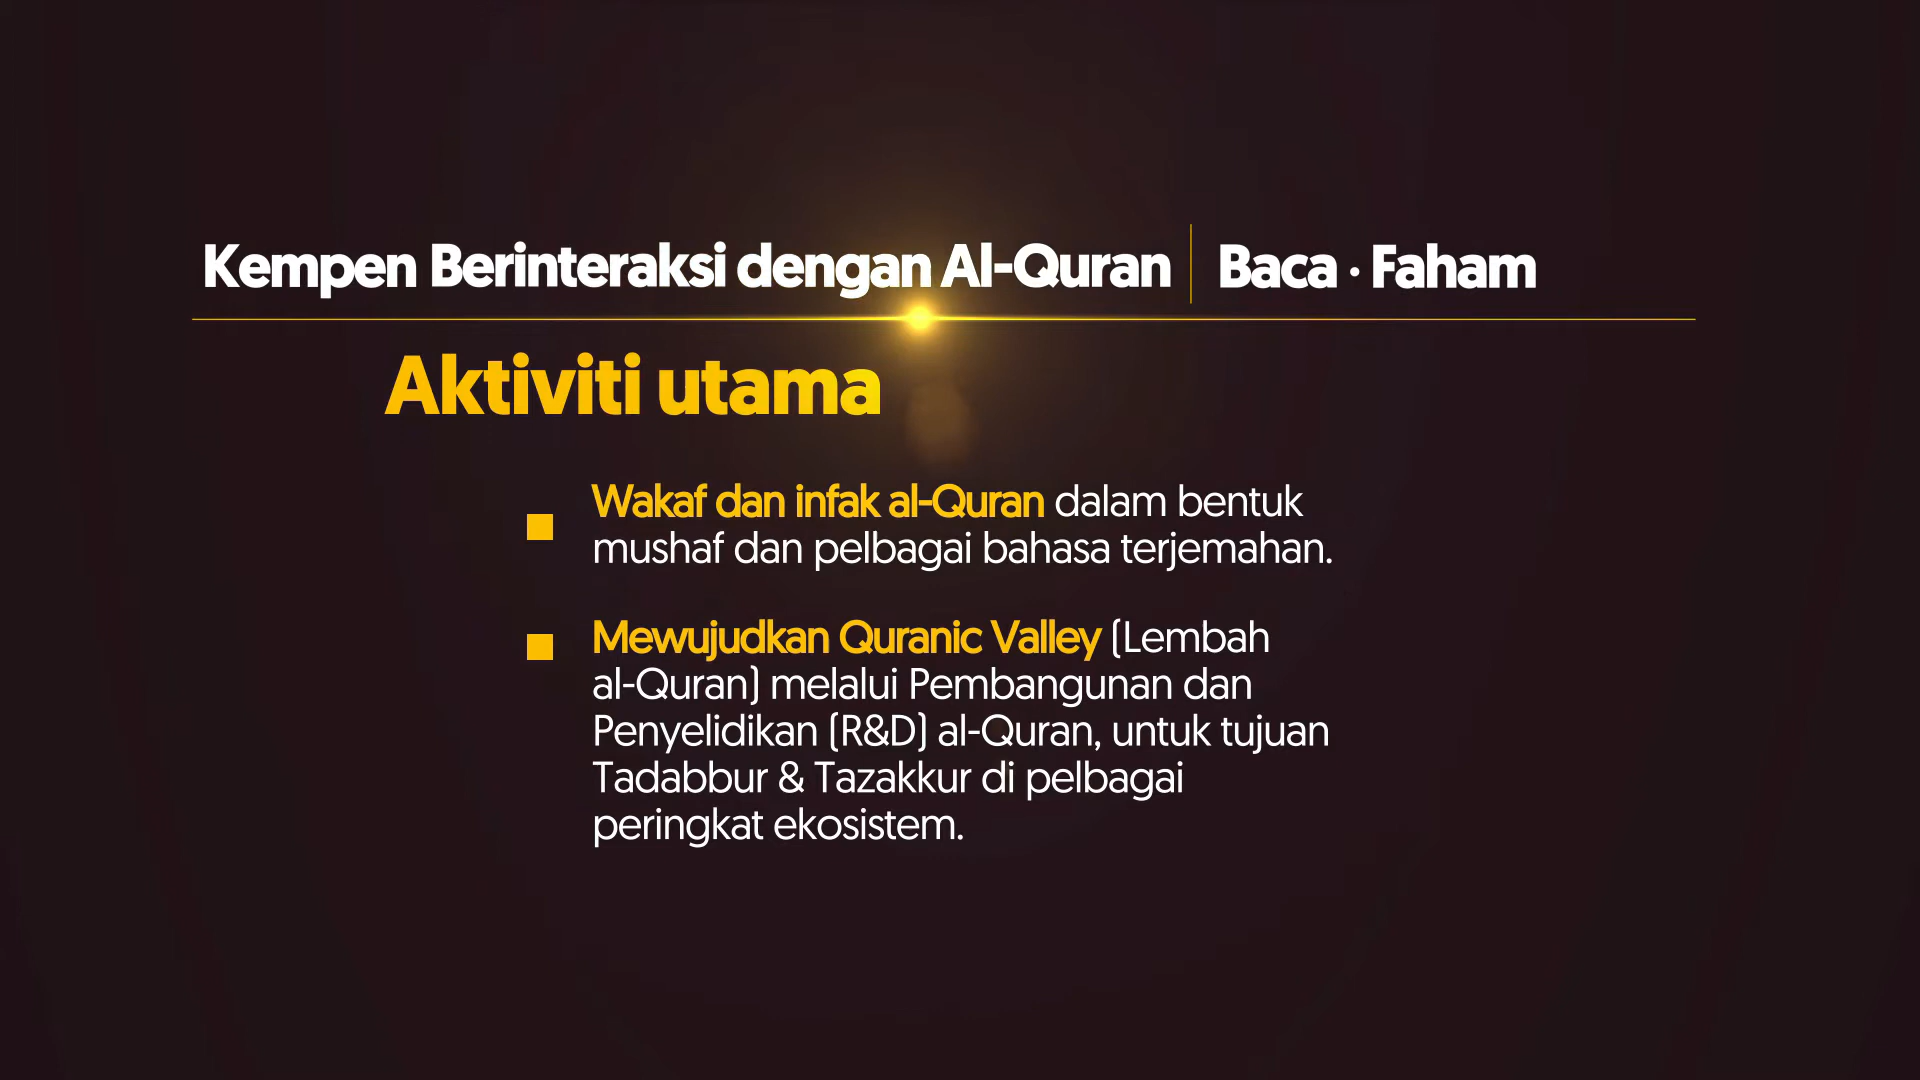 Kempen Berinteraksi dengan Al-Quran | Baca · Faham
Aktiviti utama
Wakaf dan infak al-Quran dalam bentuk
mushaf dan pelbagai bahasa terjemahan.
Mewujudkan Quranic Valley (Lembah
al-Quran) melalui Pembangunan dan
Penyelidikan (R&D) al-Quran, untuk tujuan
Tadabbur & Tazakkur di pelbagai
peringkat ekosistem.